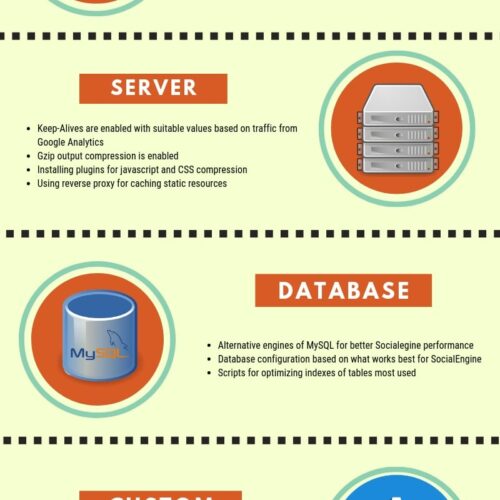 SERVER
Keep-Alives are enabled with suitable values based on traffic from
Google Analytics
Gzip output compression is enabled
Installing plugins for javascript and CSS compression
Using reverse proxy for caching static resources
DATABASE
MySQL
Alternative engines of MySQL for better Socialegine performance
Database configuration based on what works best for SocialEngine
Scripts for optimizing indexes of tables most used
CUSTOM